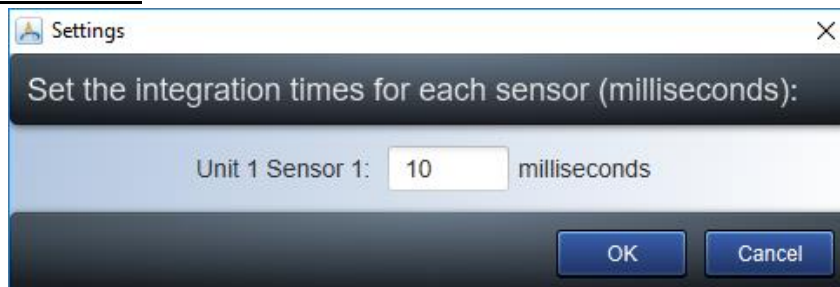 Settings
Set the integration times for each sensor (milliseconds):
Unit 1 Sensor 1: 10 milliseconds
OK Cancel